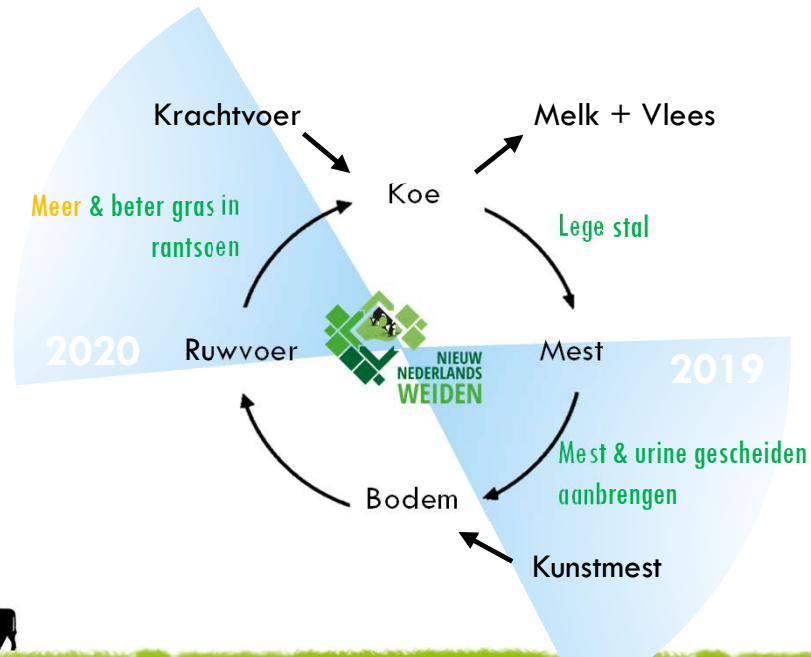 Krachtvoer
Melk + Vlees
Koe
Meer & beter gras in
rantsoen
Lege stal
2020
Ruwvoer
NIEUW
NEDERLANDS
WEIDEN
Mest
2019
Mest & urine gescheiden
aanbrengen
Bodem
Kunstmest